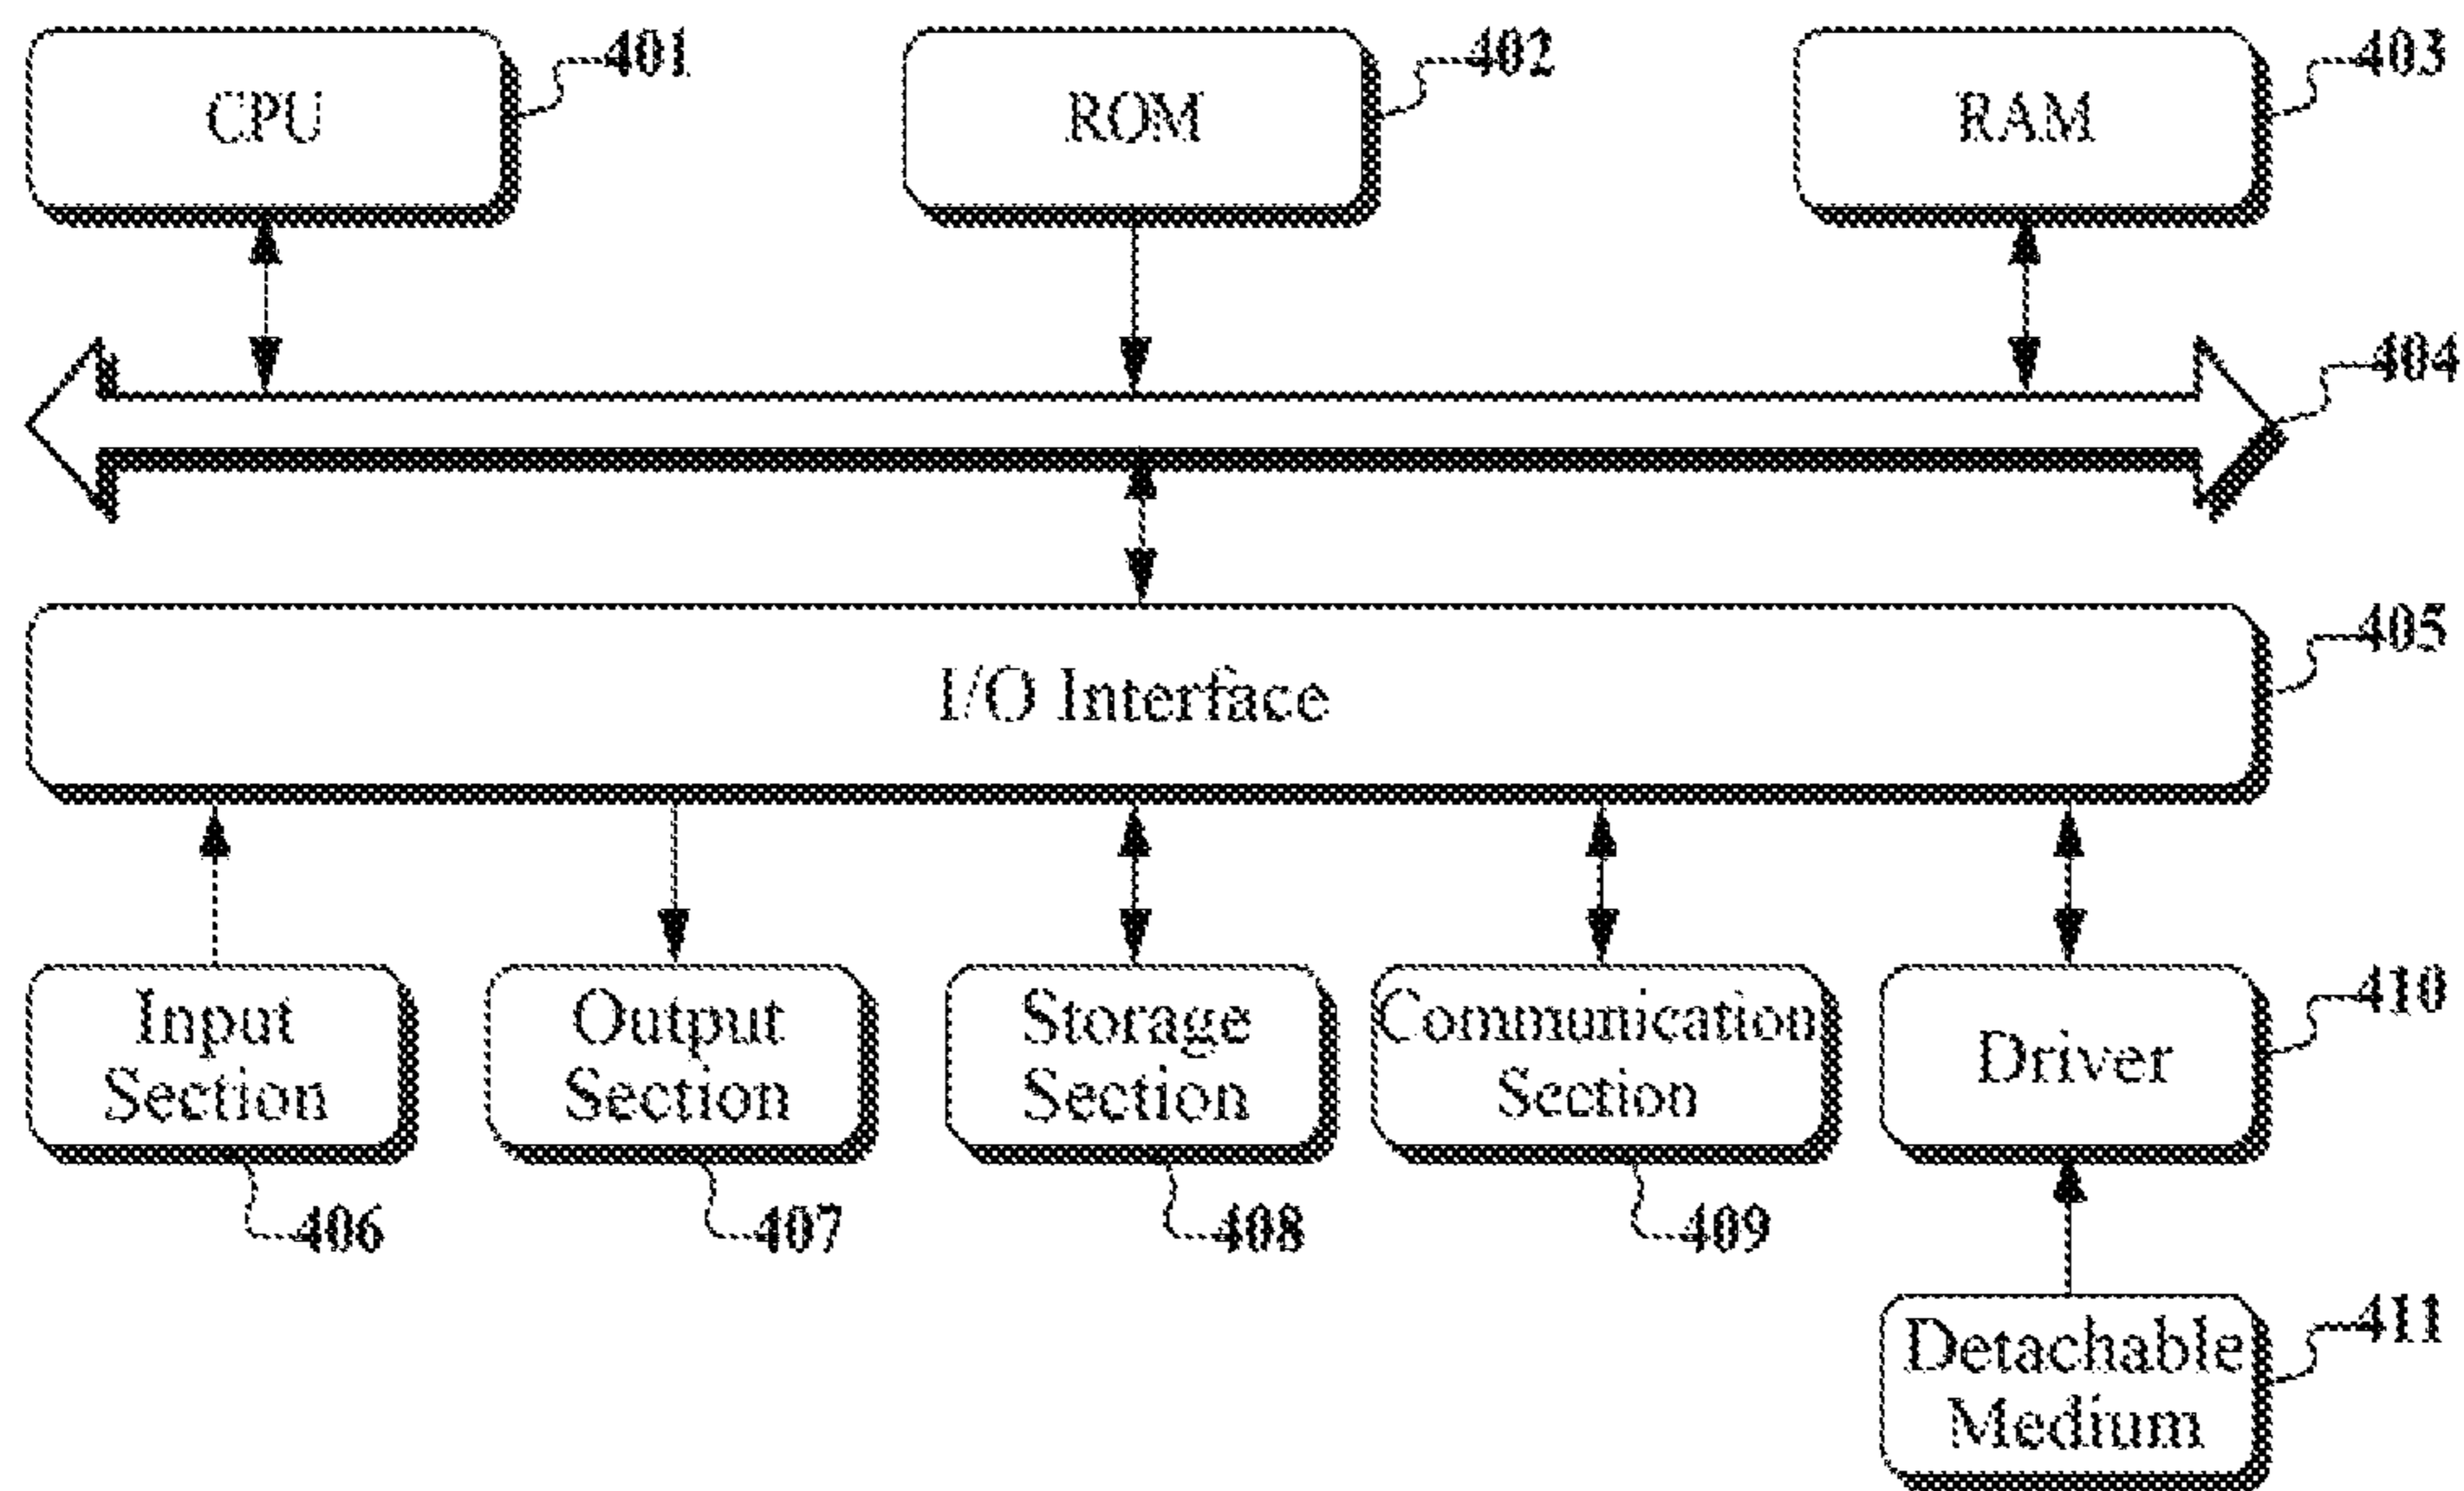 CPU
401
ROM
402
RAM
403
404
I/O Interface
405
Input
Section
406
Output
Section
407
Storage
Section
408
Communication
Section
409
Driver
410
Detachable
Medium
411